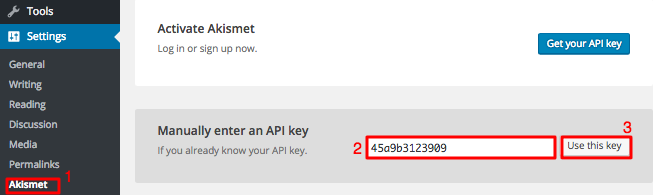 Tools
Settings
General
Writing
Reading
Discussion
Media
Permalinks
Akismet
1
Activate Akismet
Log in or sign up now.
Get your API key
Manually enter an API key
If you already know your API key.
2
45a9b3123909
3
Use this key